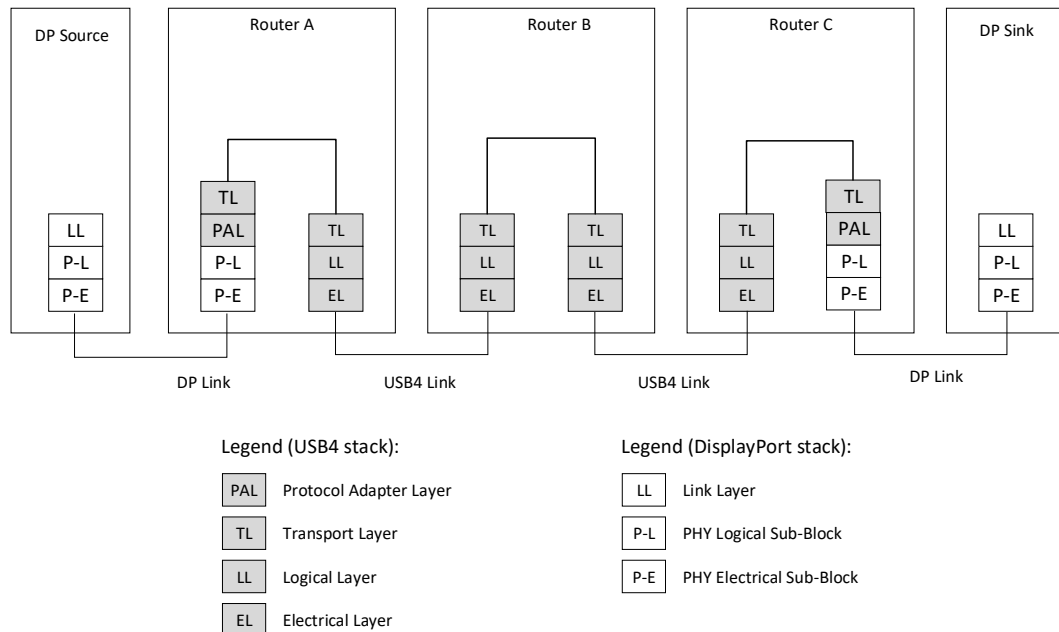 DP Source
Router A
Router B
Router C
DP Sink
TL
TL
LL
PAL
TL
TL
TL
TL
PAL
LL
P-L
P-L
LL
LL
LL
LL
P-L
P-L
P-E
P-E
EL
EL
EL
EL
P-E
P-E
DP Link
USB4 Link
USB4 Link
DP Link
Legend (USB4 stack):
PAL Protocol Adapter Layer
TL Transport Layer
LL Logical Layer
EL Electrical Layer
Legend (DisplayPort stack):
LL Link Layer
P-L PHY Logical Sub-Block
P-E PHY Electrical Sub-Block